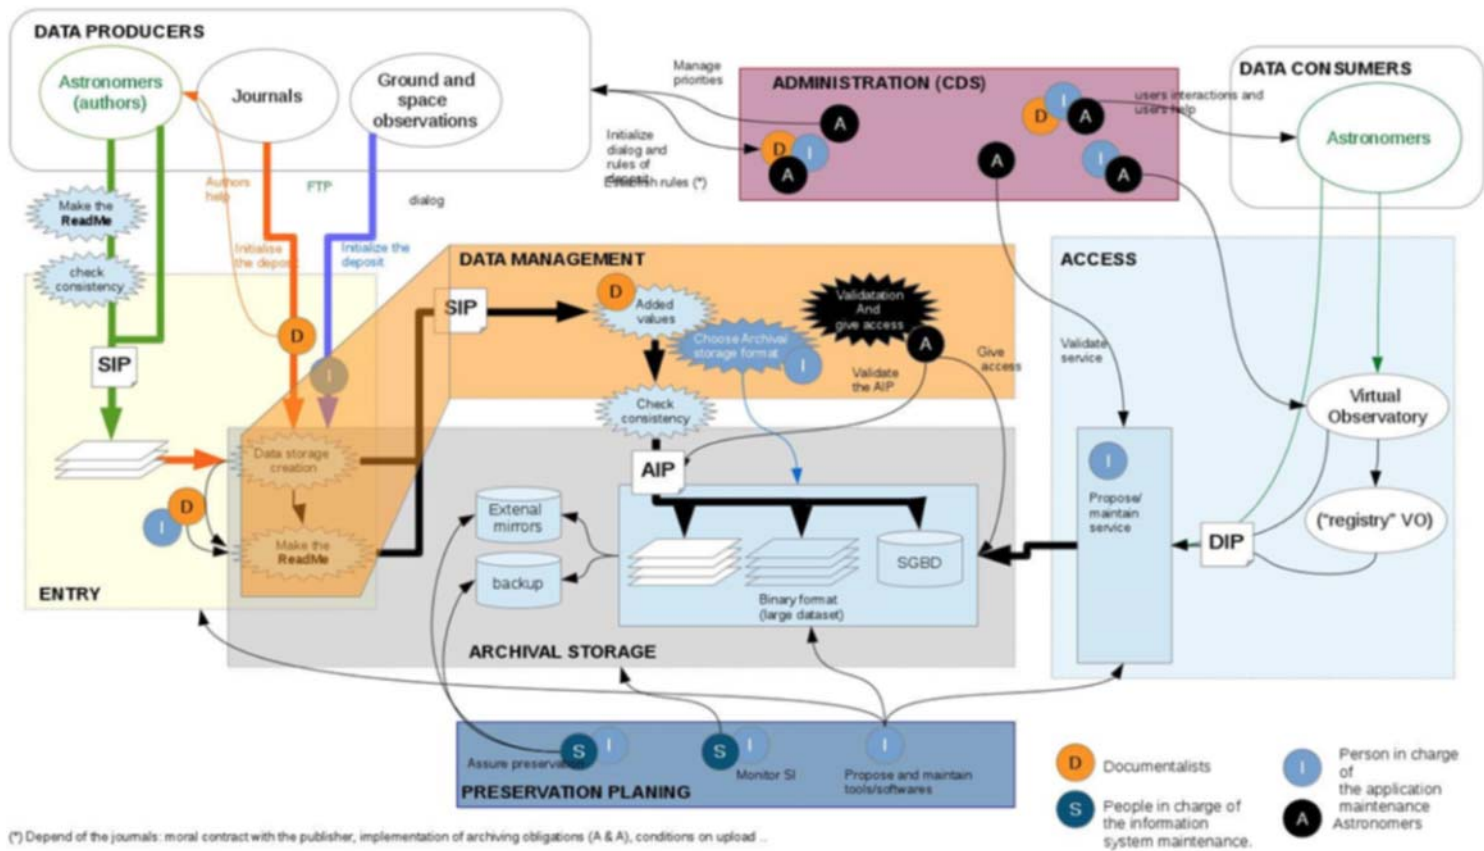 DATA PRODUCERS
Astronomers
(authors)
Journals
Ground and
space
observations
Manage
priorities
Initialize
dialog and
rules of
deposit
Establish rules (*)
ADMINISTRATION (CDS)
A
D
I
A
D
I
A
A
I
A
users interactions and
users help
DATA CONSUMERS
Astronomers
Make the
ReadMe
check
consistency
SIP
Authors
help
FTP
dialog
Initialise
the deposit
Initialize the
deposit
D
I
DATA MANAGEMENT
SIP
D
Added
values
Choose Archival
storage format
I
Validatation
And
give access
A
Validate
the AIP
Give
access
Check
consistency
AIP
Data storage
creation
Make the
ReadMe
D
I
ENTRY
External
mirrors
backup
SGBD
Binary format
(large dataset)
ARCHIVAL STORAGE
ACCESS
Validate
service
I
Propose/
maintain
service
DIP
Virtual
Observatory
("registry" VO)
S
I
Assure preservation
S
I
Monitor SI
I
Propose and maintain
tools/softwares
PRESERVATION PLANING
D
Documentalists
S
People in charge of
the information
system maintenance.
I
Person in charge
of
the application
maintenance
A
Astronomers
(*) Depend of the journals: moral contract with the publisher, implementation of archiving obligations (A & A), conditions on upload ..